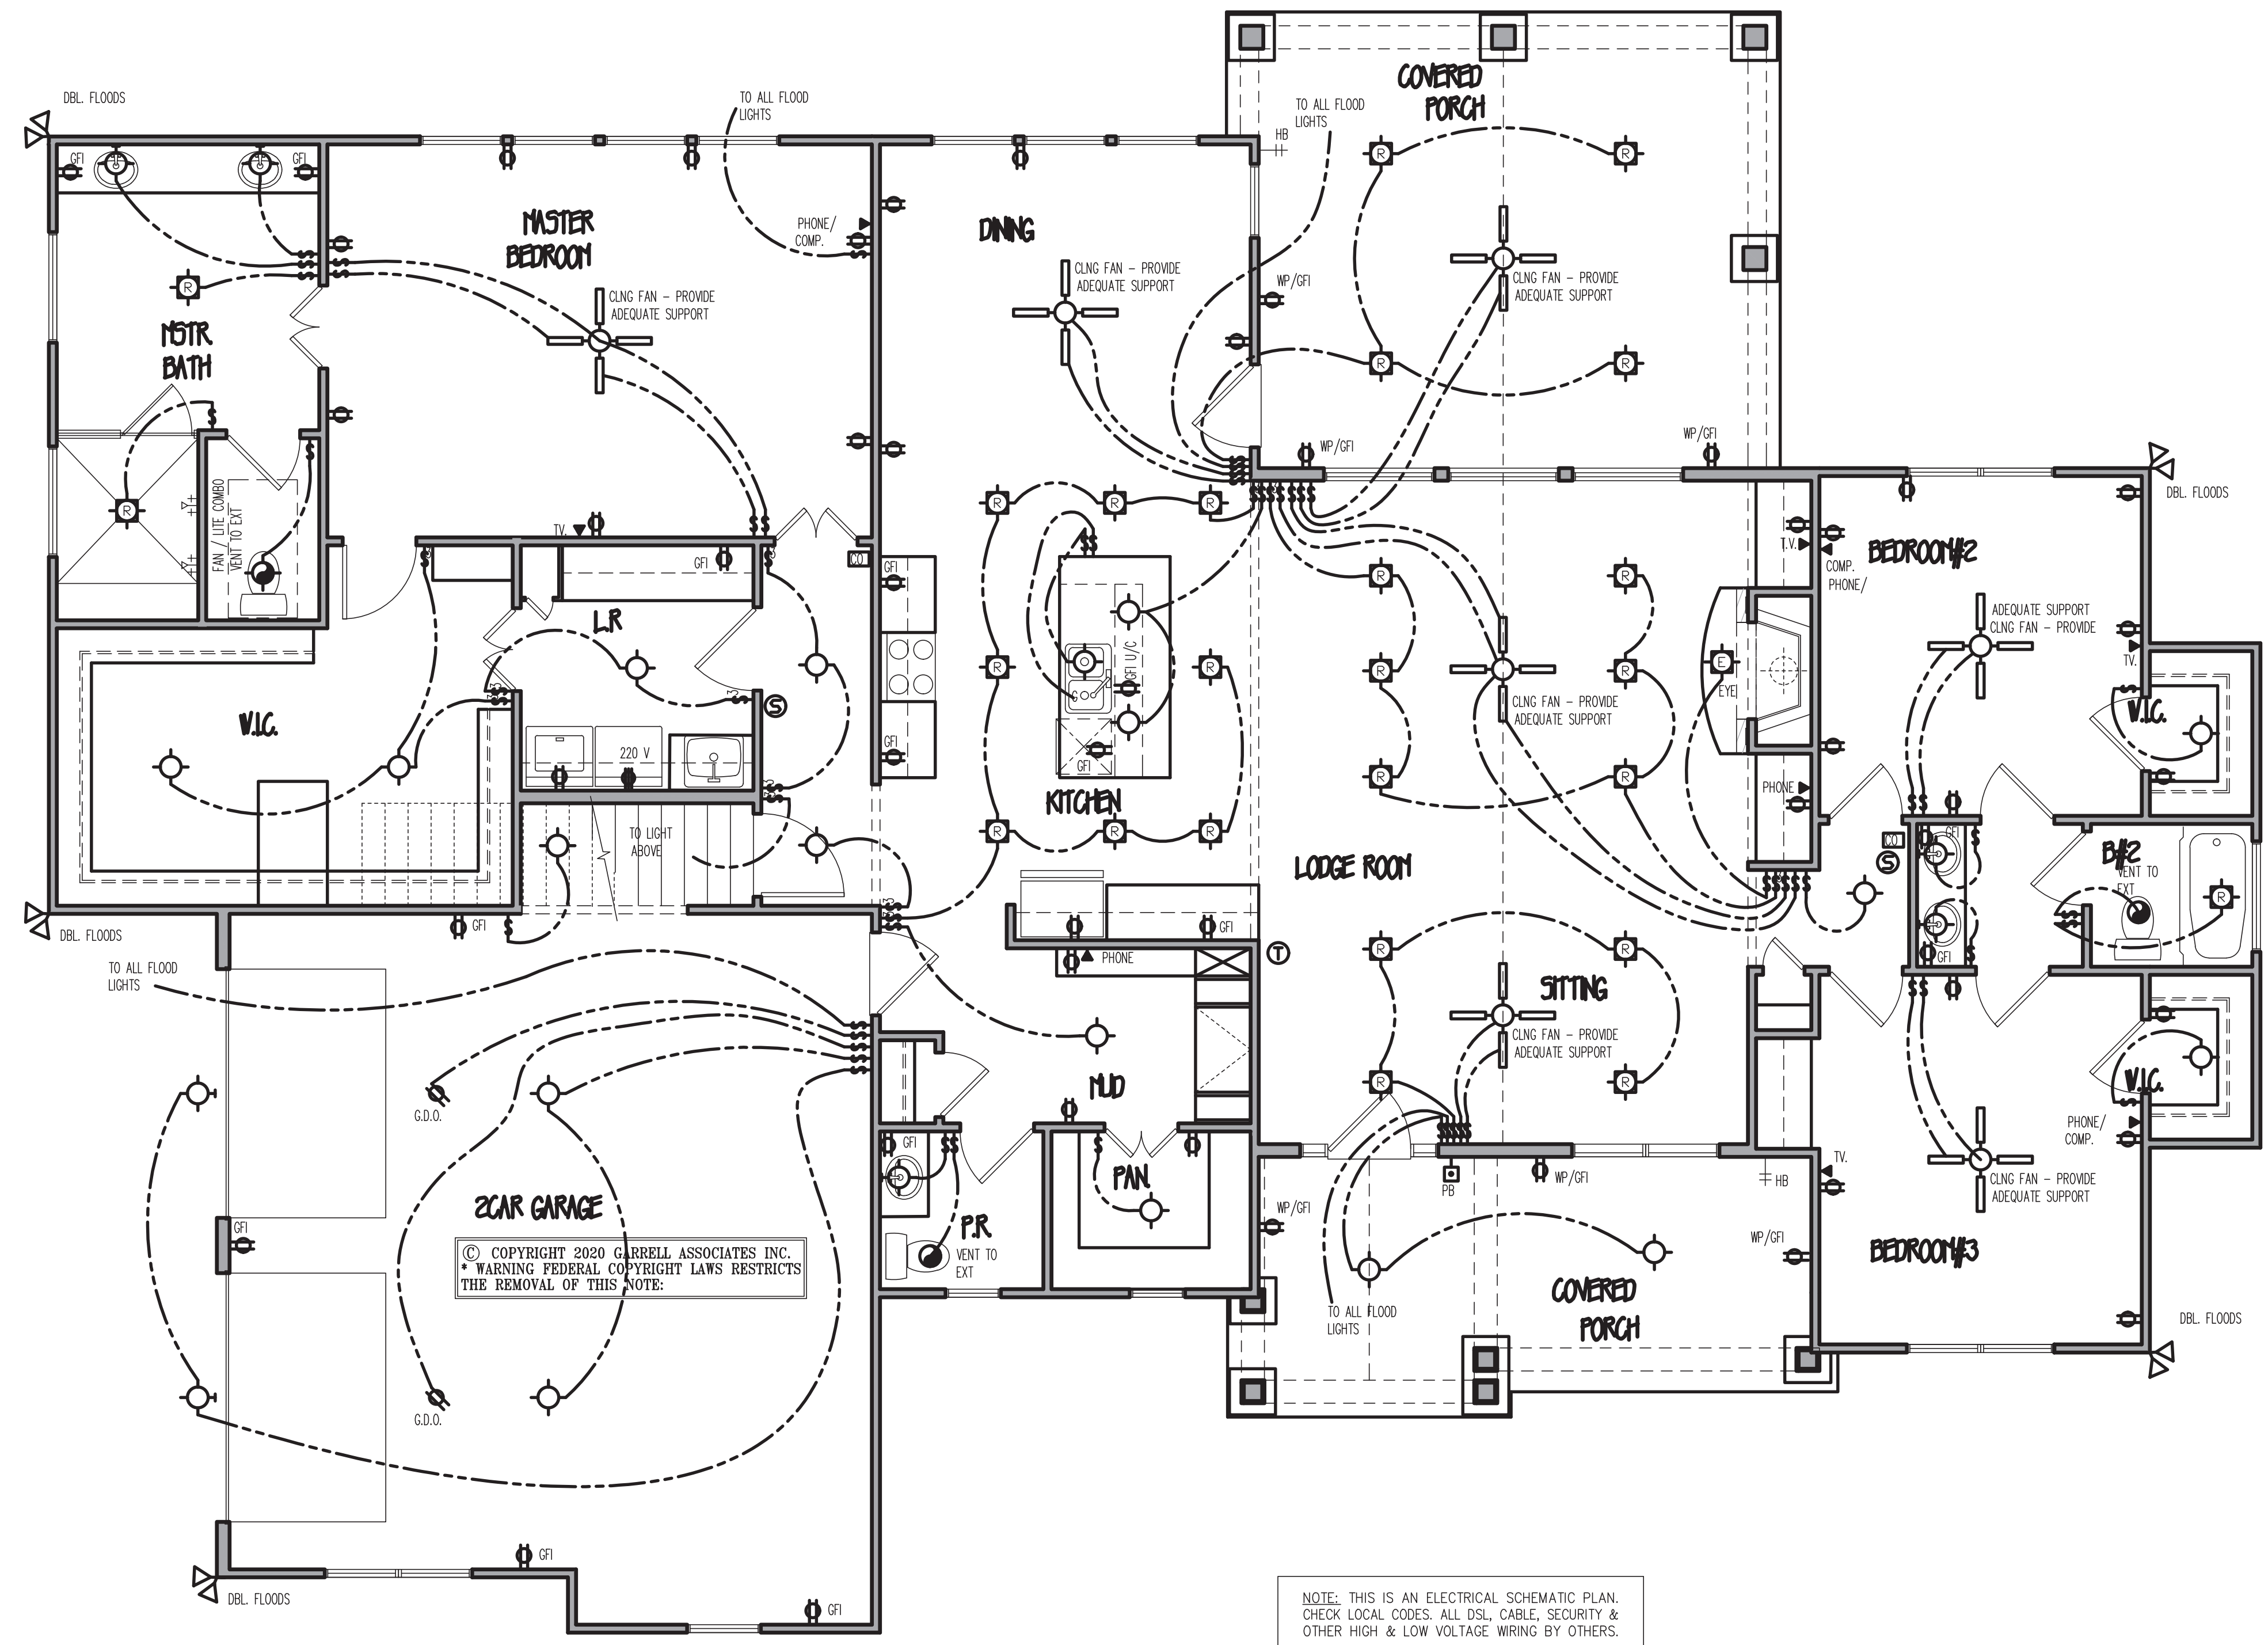 DBL. FLOODS
TO ALL FLOOD
LIGHTS
COVERED
PORCH
TO ALL FLOOD
LIGHTS
HB
R
R
GFI
GFI
MASTER
BEDROOM
PHONE/
COMP.
DINING
CLNG FAN - PROVIDE
ADEQUATE SUPPORT
WP/GFI
CLNG FAN - PROVIDE
ADEQUATE SUPPORT
R
CLNG FAN - PROVIDE
ADEQUATE SUPPORT
MSTR.
BATH
R
R
WP/GFI
WP/GFI
DBL. FLOODS
R
FAN / LITE COMBO
VENT TO EXT
TV.
R
R
R
T.V.
COMP.
PHONE/
BEDROOM#2
GFI
CO
GFI
R
R
L.R.
ADEQUATE SUPPORT
CLNG FAN - PROVIDE
TV.
R
R
GFI U/C
R
R
E
EYE
CLNG FAN - PROVIDE
ADEQUATE SUPPORT
W.I.C.
S
W.I.C.
220 V
GFI
GFI
R
R
PHONE
KITCHEN
TO LIGHT
ABOVE
R
R
R
LODGE ROOM
CO
S
GFI
B#2
VENT TO
EXT
R
GFI
DBL. FLOODS
GFI
GFI
T
R
R
PHONE
TO ALL FLOOD
LIGHTS
SITTING
CLNG FAN - PROVIDE
ADEQUATE SUPPORT
R
R
MUD
W.I.C.
G.D.O.
GFI
PHONE/
COMP.
TV.
PAN.
PB
WP/GFI
HB
CLNG FAN - PROVIDE
ADEQUATE SUPPORT
2CAR GARAGE
P.R.
WP/GFI
WP/GFI
GFI
VENT TO
EXT
BEDROOM#3
© COPYRIGHT 2020 GARRELL ASSOCIATES INC.
* WARNING FEDERAL COPYRIGHT LAWS RESTRICTS
THE REMOVAL OF THIS NOTE:
COVERED
PORCH
TO ALL FLOOD
LIGHTS
DBL. FLOODS
G.D.O.
GFI
DBL. FLOODS
GFI
NOTE: THIS IS AN ELECTRICAL SCHEMATIC PLAN.
CHECK LOCAL CODES. ALL DSL, CABLE, SECURITY &
OTHER HIGH & LOW VOLTAGE WIRING BY OTHERS.